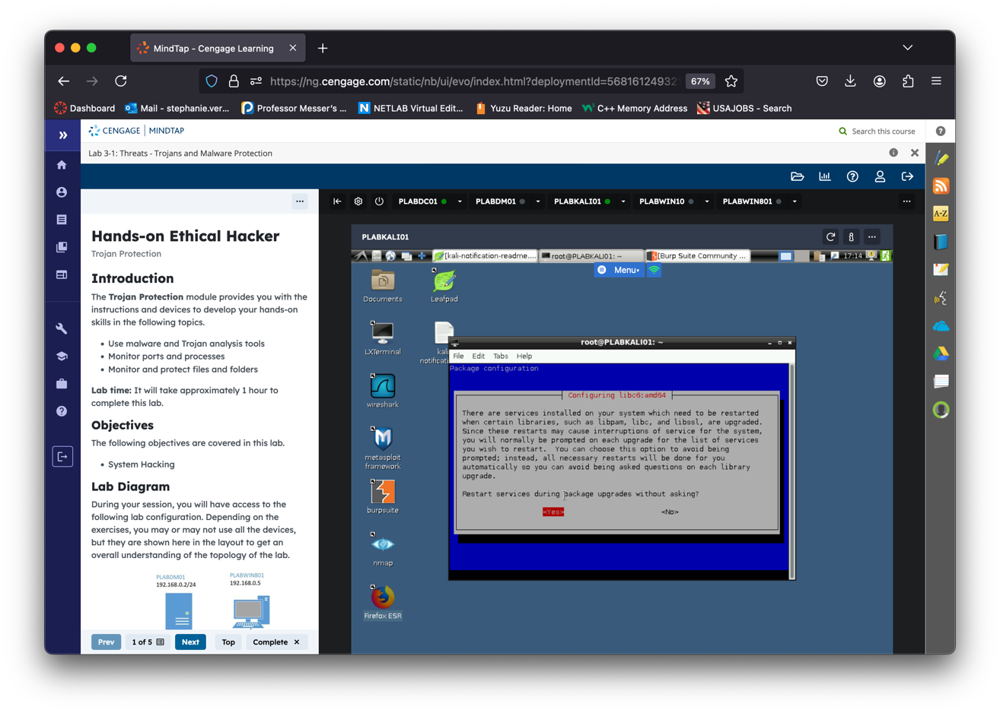 MindTap - Cengage Learning
https://ng.cengage.com/static/nb/ui/evo/index.html?deploymentId=56816124932
67%
Dashboard
Mail - stephanie.ver...
Professor Messer's ...
NETLAB Virtual Edit...
Yuzu Reader: Home
C++ Memory Address
USAJOBS - Search
CENGAGE | MINDTAP
Search this course
Lab 3-1: Threats - Trojans and Malware Protection
PLABDC01
PLABDM01
PLABKALI01
PLABWIN10
PLABWIN801
Hands-on Ethical Hacker
Trojan Protection
Introduction
The Trojan Protection module provides you with the
instructions and devices to develop your hands-on
skills in the following topics.
Use malware and Trojan analysis tools
Monitor ports and processes
Monitor and protect files and folders
Lab time: It will take approximately 1 hour to
complete this lab.
Objectives
The following objectives are covered in this lab.
System Hacking
Lab Diagram
During your session, you will have access to the
following lab configuration. Depending on the
exercises, you may or may not use all the devices,
but they are shown here in the layout to get an
overall understanding of the topology of the lab.
PLABDM01
192.168.0.2/24
PLABWIN801
192.168.0.5
Prev
1 of 5
Next
Top
Complete
PLABKALI01
[kali-notification-readme....
root@PLABKALI01: ~
[Burp Suite Community ...
17:14
Menu
Documents
Leafpad
LXTerminal
kali
notificati
wireshark
metasploit
framework
burpsuite
nmap
Firefox ESR
root@PLABKALI01: ~
File Edit Tabs Help
Package configuration
Configuring libc6:amd64
There are services installed on your system which need to be restarted
when certain libraries, such as libpam, libc, and libssl, are upgraded.
Since these restarts may cause interruptions of service for the system,
you will normally be prompted on each upgrade for the list of services
you wish to restart. You can choose this option to avoid being
prompted; instead, all necessary restarts will be done for you
automatically so you can avoid being asked questions on each library
upgrade.
Restart services during package upgrades without asking?
<Yes>
<No>
A-Z